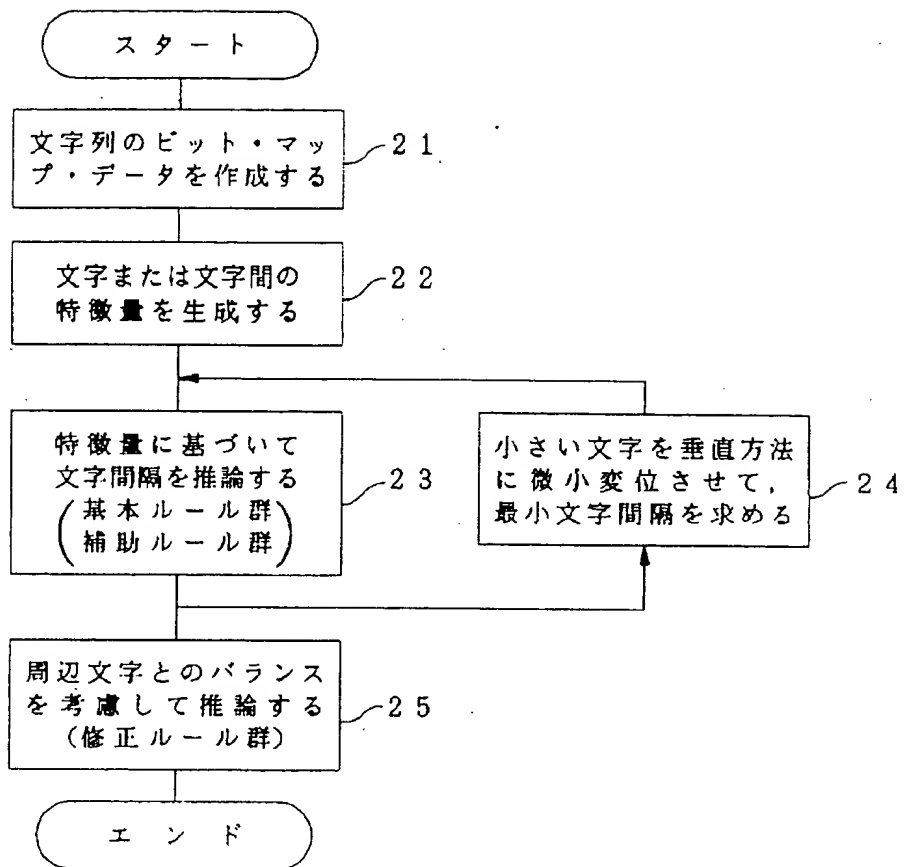 スタート
文字列のビット・マッ
プ・データを作成する
21
文字または文字間の
特徴量を生成する
22
特徴量に基づいて
文字間隔を推論する
(基本ルール群
補助ルール群)
23
小さい文字を垂直方法
に微小変位させて,
最小文字間隔を求める
24
周辺文字とのバランス
を考慮して推論する
(修正ルール群)
25
エンド